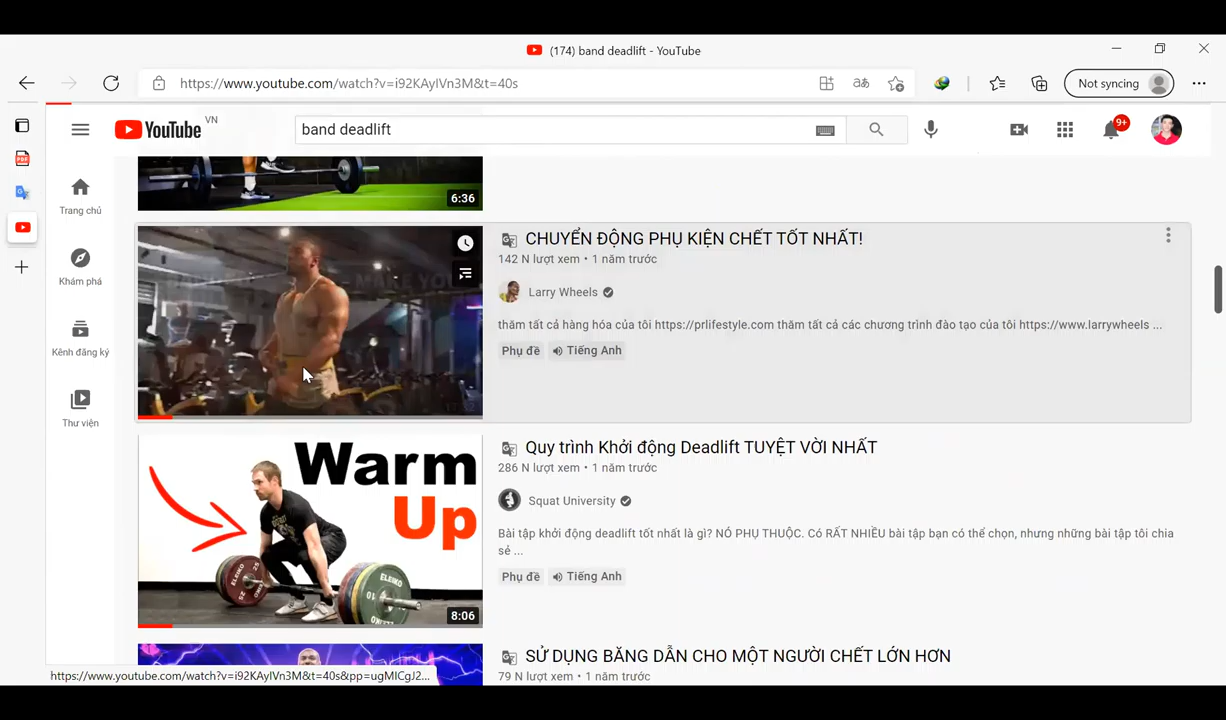 (174) band deadlift - YouTube
https://www.youtube.com/watch?v=i92KAyIVn3M&t=40s
Not syncing
YouTube VN
band deadlift
9+
Trang chủ
Khám phá
Kênh đăng ký
Thư viện
6:36
CHUYỂN ĐỘNG PHỤ KIỆN CHẾT TỐT NHẤT!
142 N lượt xem • 1 năm trước
Larry Wheels
thăm tất cả hàng hóa của tôi https://prlifestyle.com thăm tất cả các chương trình đào tạo của tôi https://www.larrywheels ...
Phụ đề
Tiếng Anh
Warm
Up
ELEIKO
25
ELEIKO
10
8:06
Quy trình Khởi động Deadlift TUYỆT VỜI NHẤT
286 N lượt xem • 1 năm trước
Squat University
Bài tập khởi động deadlift tốt nhất là gì? NÓ PHỤ THUỘC. Có RẤT NHIỀU bài tập bạn có thể chọn, nhưng những bài tập tôi chia
sẻ ...
Phụ đề
Tiếng Anh
SỬ DỤNG BĂNG DẪN CHO MỘT NGƯỜI CHẾT LỚN HƠN
79 N lượt xem • 1 năm trước
https://www.youtube.com/watch?v=i92KAyIVn3M&t=40s&pp=ugMICgJ2...